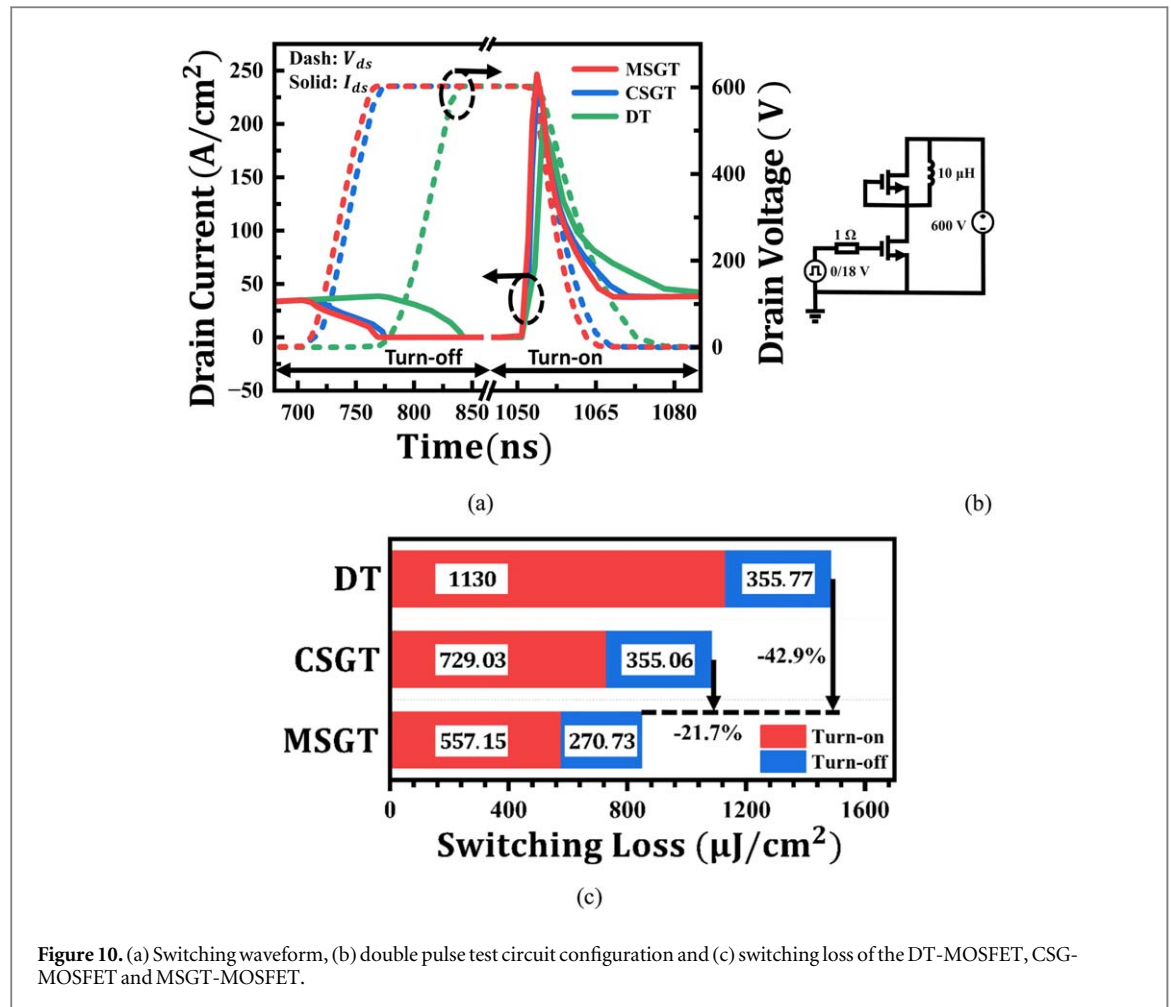 Dash: V_ds
Solid: I_ds
MSGT
CSGT
DT
Drain Current (A/cm²)
250
200
150
100
50
0
−50
600
400
200
0
Drain Voltage (V)
Turn-off
Turn-on
700
750
800
850
1050
1065
1080
Time(ns)
(a)
10 µH
600 V
1 Ω
0/18 V
(b)
DT
1130
355.77
CSGT
729.03
355.06
-42.9%
MSGT
557.15
270.73
-21.7%
Turn-on
Turn-off
0
400
800
1200
1600
Switching Loss (µJ/cm²)
(c)
Figure 10. (a) Switching waveform, (b) double pulse test circuit configuration and (c) switching loss of the DT-MOSFET, CSG-
MOSFET and MSGT-MOSFET.